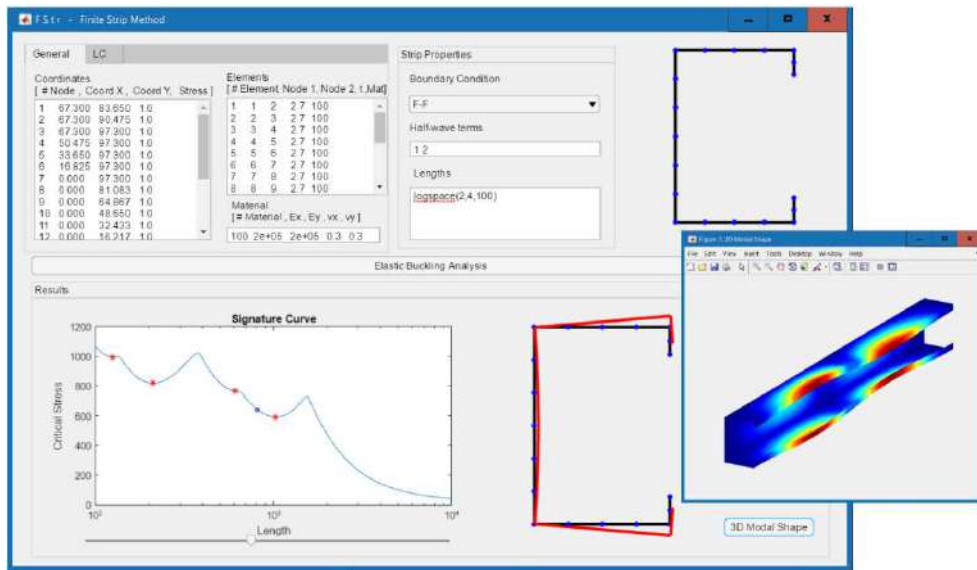 FStr - Finite Strip Method
General LC
Coordinates
[ # Node , Coord X , Coord Y, Stress ]
1 67.300 83.650 1.0
2 67.300 90.475 1.0
3 67.300 97.300 1.0
4 50.475 97.300 1.0
5 33.650 97.300 1.0
6 16.825 97.300 1.0
7 0.000 97.300 1.0
8 0.000 81.083 1.0
9 0.000 64.867 1.0
10 0.000 48.650 1.0
11 0.000 32.433 1.0
12 0.000 16.217 1.0
Elements
[ # Element, Node 1, Node 2, t, Mat]
1 1 2 2.7 100
2 2 3 2.7 100
3 3 4 2.7 100
4 4 5 2.7 100
5 5 6 2.7 100
6 6 7 2.7 100
7 7 8 2.7 100
8 8 9 2.7 100
Material
[ # Material , Ex , Ey , vx , vy ]
100 2e+05 2e+05 0.3 0.3
Strip Properties
Boundary Condition
F-F
Half-wave terms
1 2
Lengths
logspace(2,4,100)
Elastic Buckling Analysis
Results
Signature Curve
Critical Stress
1200
1000
800
600
400
200
0
10² 10³ 10⁴
Length
3D Modal Shape
File Edit View Insert Tools Desktop Window Help